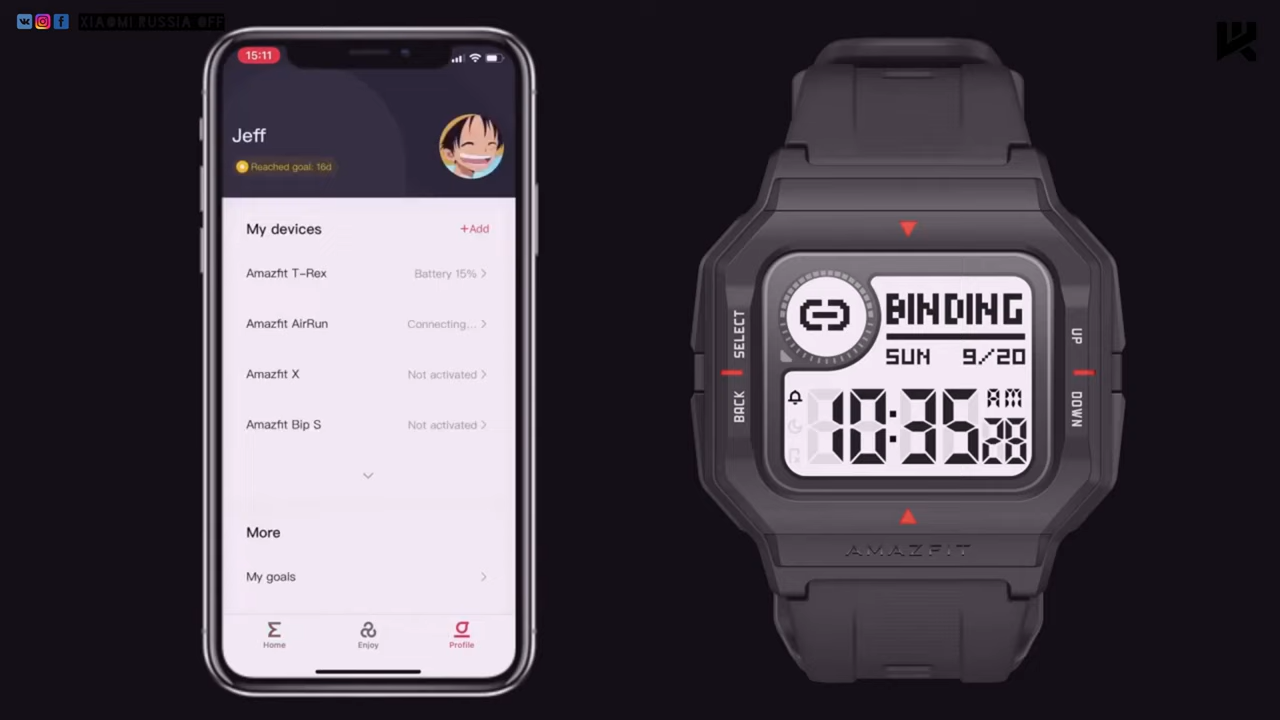 XIAOMI RUSSIA OFF
15:11
Jeff
Reached goal: 16d
My devices
+Add
Amazfit T-Rex
Battery 15%
Amazfit AirRun
Connecting...
Amazfit X
Not activated
Amazfit Bip S
Not activated
More
My goals
Home
Enjoy
Profile
SELECT
BACK
UP
DOWN
BINDING
SUN 9/20
10:35 AM
28
AMAZFIT